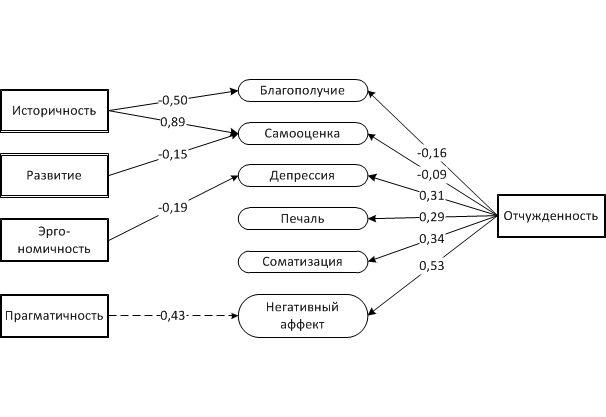 Благополучие
Историчность
-0,50
0,89
Самооценка
-0,16
-0,15
-0,09
Развитие
Депрессия
0,31
-0,19
Отчужденность
Печаль
0,29
Эрго-
номичность
0,34
Соматизация
0,53
Прагматичность
-0,43
Негативный
аффект